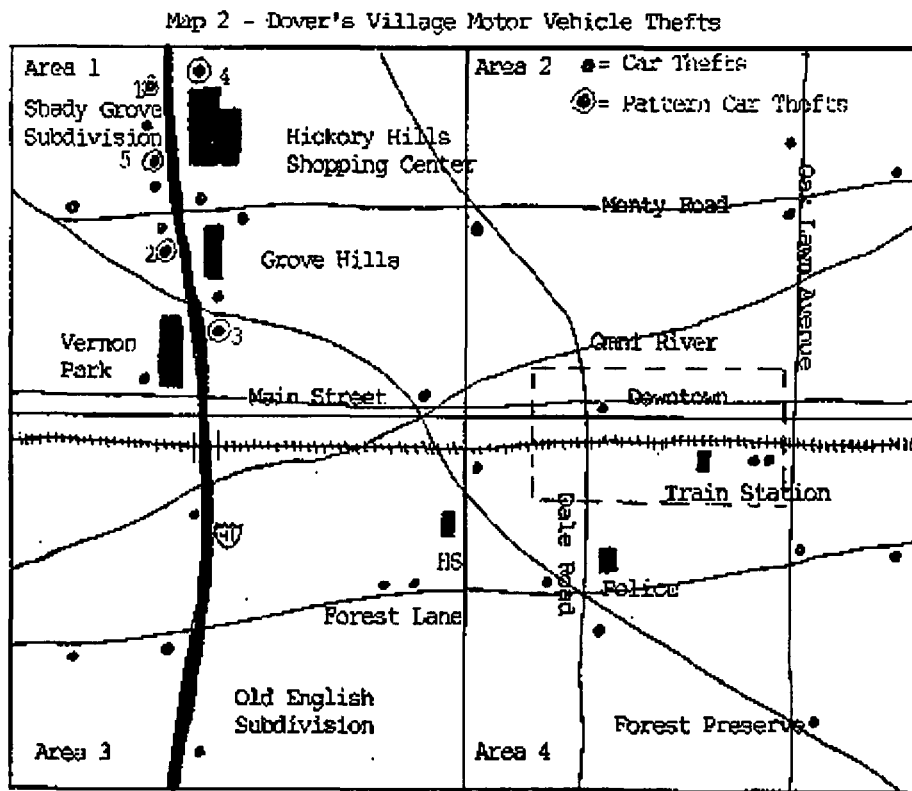 Map 2 - Dover's Village Motor Vehicle Thefts
Area 1
1
4
Area 2
= Car Thefts
Shady Grove
Subdivision
5
= Pattern Car Thefts
Hickory Hills
Shopping Center
Monty Road
Oak Lawn Avenue
2
Grove Hills
3
Vernon
Park
Omni River
Main Street
Downtown
Train Station
Dale Road
HS
Police
Forest Lane
Old English
Subdivision
Forest Preserve
Area 3
Area 4